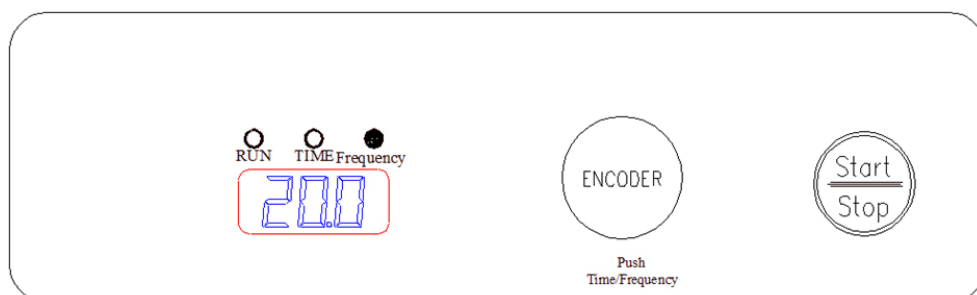 RUN TIME Frequency
20.0
ENCODER
Push
Time/Frequency
Start
Stop